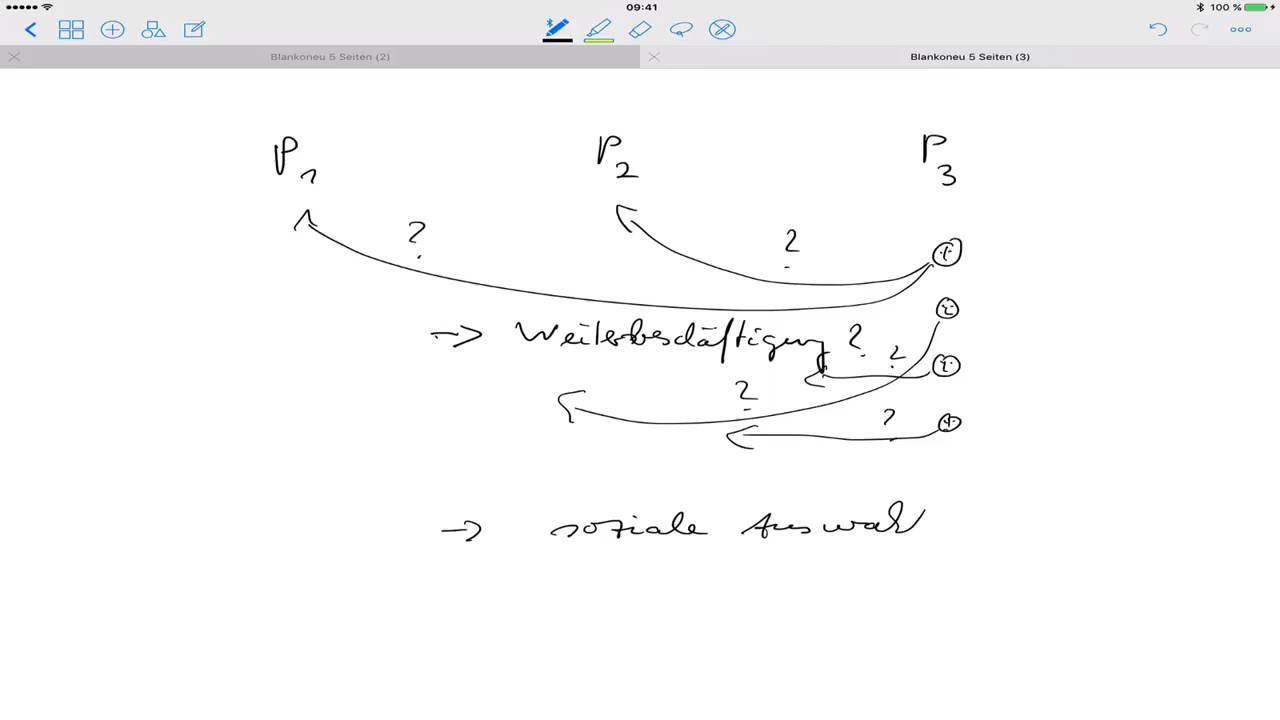 09:41
100 %
Blankoneu 5 Seiten (2)
Blankoneu 5 Seiten (3)
P1 P2 P3
? ?
→ Weiterbeschäftigung ?
?
?
?
→ soziale Auswahl